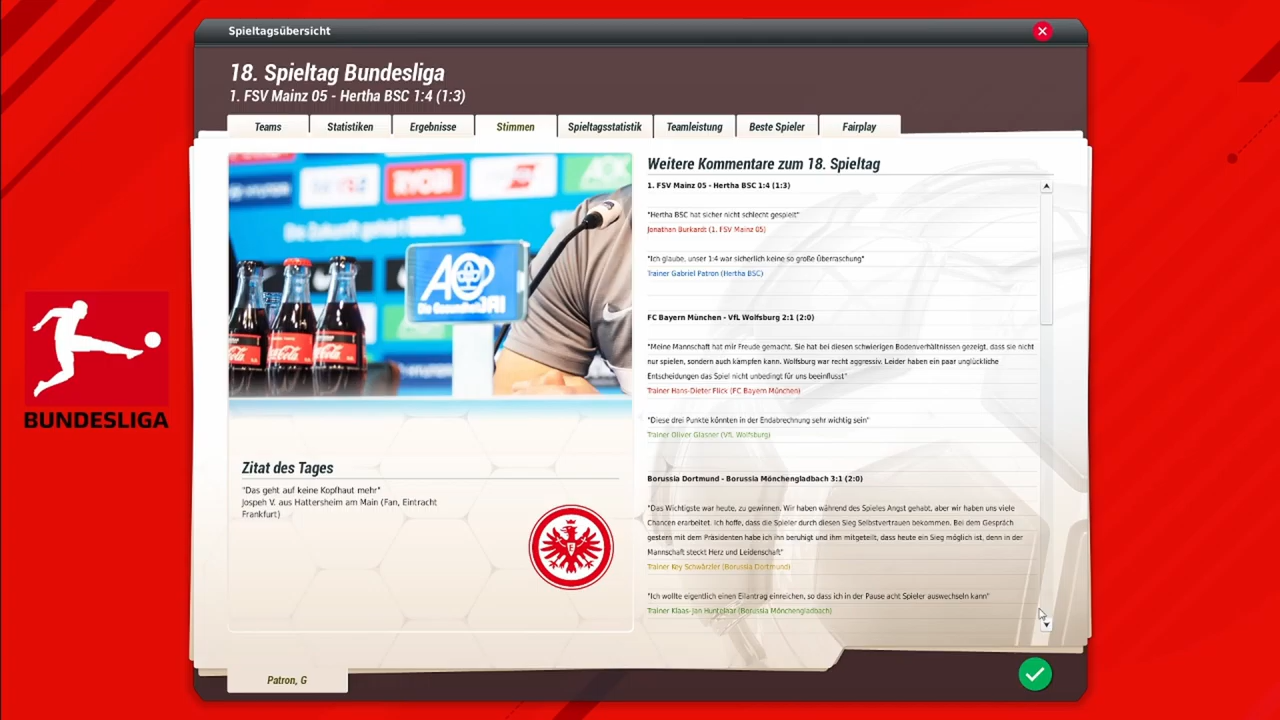 Spieltagsübersicht
18. Spieltag Bundesliga
1. FSV Mainz 05 - Hertha BSC 1:4 (1:3)
Teams
Statistiken
Ergebnisse
Stimmen
Spieltagsstatistik
Teamleistung
Beste Spieler
Fairplay
RYOBI
AOK
Die Gesundheitskasse
Coca-Cola
BUNDESLIGA
Zitat des Tages
"Das geht auf keine Kopfhaut mehr"
Jospeh V. aus Hattersheim am Main (Fan, Eintracht
Frankfurt)
Weitere Kommentare zum 18. Spieltag
1. FSV Mainz 05 - Hertha BSC 1:4 (1:3)
"Hertha BSC hat sicher nicht schlecht gespielt"
Jonathan Burkardt (1. FSV Mainz 05)
"Ich glaube, unser 1:4 war sicherlich keine so große Überraschung"
Trainer Gabriel Patron (Hertha BSC)
FC Bayern München - VfL Wolfsburg 2:1 (2:0)
"Meine Mannschaft hat mir Freude gemacht. Sie hat bei diesen schwierigen Bodenverhältnissen gezeigt, dass sie nicht
nur spielen, sondern auch kämpfen kann. Wolfsburg war recht aggressiv. Leider haben ein paar unglückliche
Entscheidungen das Spiel nicht unbedingt für uns beeinflusst"
Trainer Hans-Dieter Flick (FC Bayern München)
"Diese drei Punkte könnten in der Endabrechnung sehr wichtig sein"
Trainer Oliver Glasner (VfL Wolfsburg)
Borussia Dortmund - Borussia Mönchengladbach 3:1 (2:0)
"Das Wichtigste war heute, zu gewinnen. Wir haben während des Spieles Angst gehabt, aber wir haben uns viele
Chancen erarbeitet. Ich hoffe, dass die Spieler durch diesen Sieg Selbstvertrauen bekommen. Bei dem Gespräch
gestern mit dem Präsidenten habe ich ihn beruhigt und ihm mitgeteilt, dass heute ein Sieg möglich ist, denn in der
Mannschaft steckt Herz und Leidenschaft"
Trainer Key Schwärzler (Borussia Dortmund)
"Ich wollte eigentlich einen Eilantrag einreichen, so dass ich in der Pause acht Spieler auswechseln kann"
Trainer Klaas-Jan Huntelaar (Borussia Mönchengladbach)
Patron, G